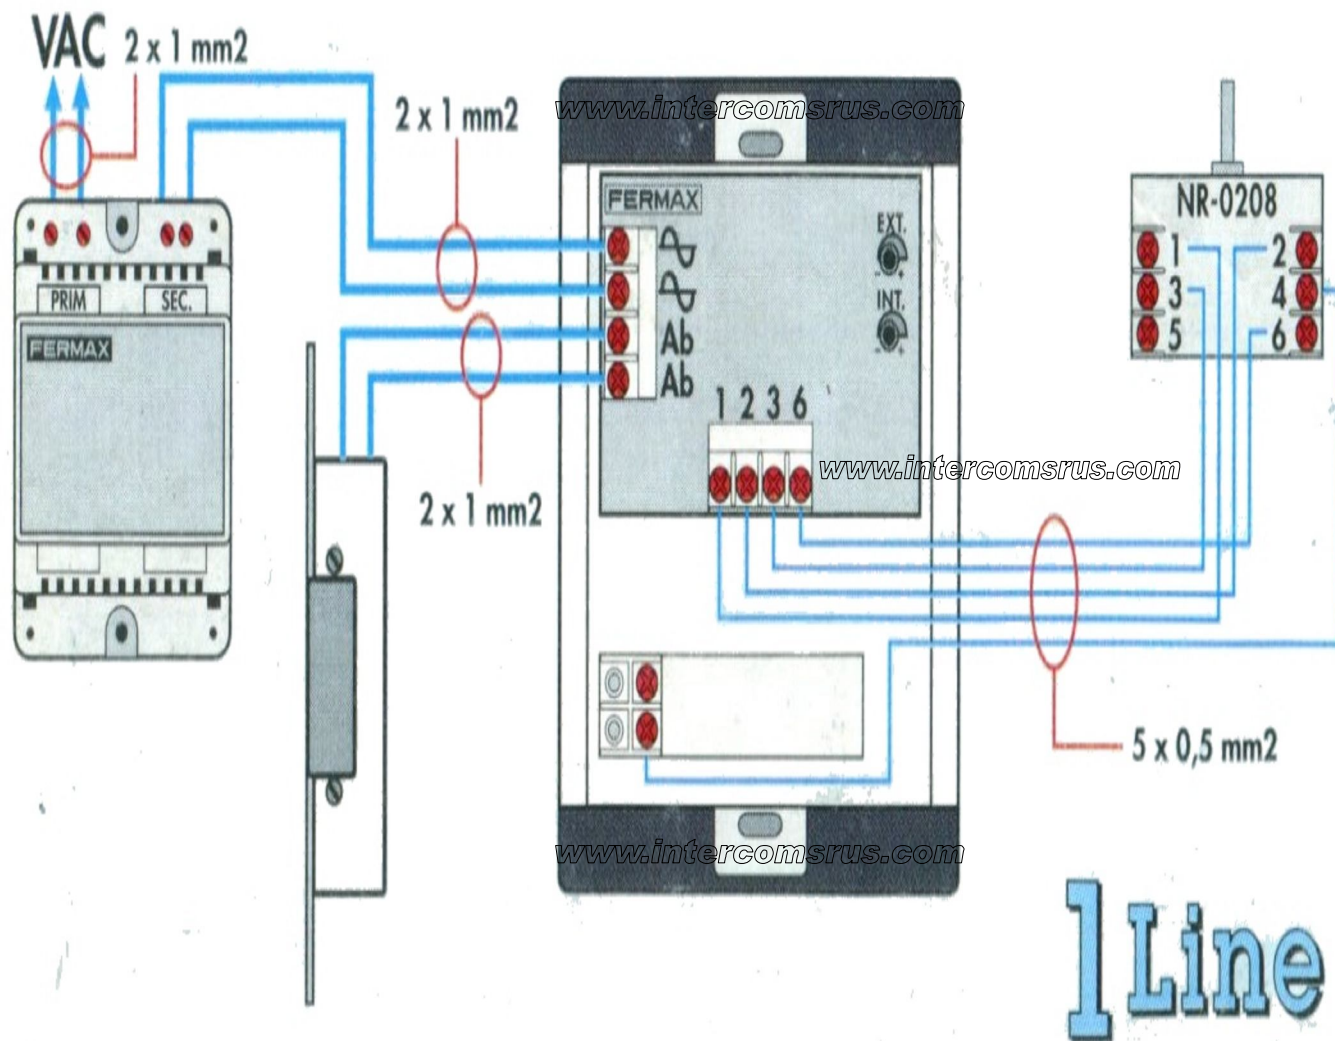 VAC 2 x 1 mm2
2 x 1 mm2
www.intercomsrus.com
NR-0208
FERMAX
EXT.
- +
INT.
- +
1 2
3 4
5 6
PRIM SEC.
FERMAX
Ab
Ab
1 2 3 6
www.intercomsrus.com
2 x 1 mm2
5 x 0,5 mm2
www.intercomsrus.com
1 Line